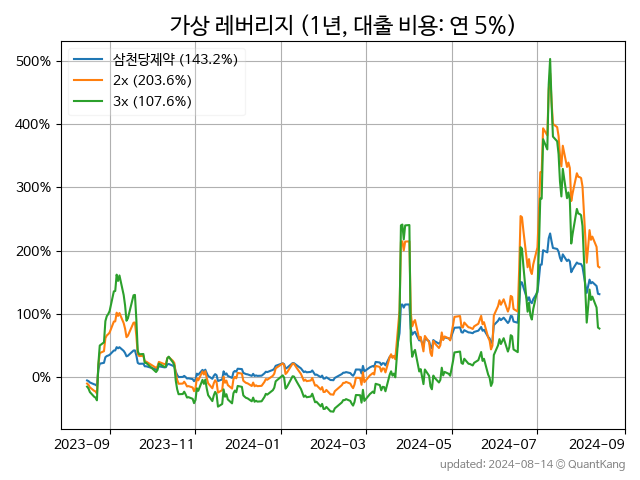 가상 레버리지 (1년, 대출 비용: 연 5%)
500%
400%
300%
200%
100%
0%
삼천당제약 (143.2%)
2x (203.6%)
3x (107.6%)
2023-09
2023-11
2024-01
2024-03
2024-05
2024-07
2024-09
updated: 2024-08-14 © QuantKang